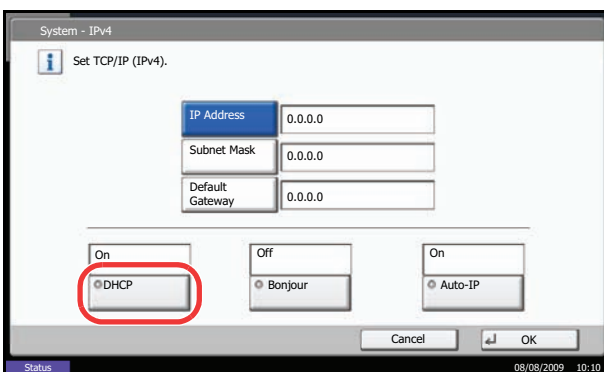 System - IPv4
Set TCP/IP (IPv4).
IP Address
0.0.0.0
Subnet Mask
0.0.0.0
Default
Gateway
0.0.0.0
On
Off
On
DHCP
Bonjour
Auto-IP
Cancel
OK
Status
08/08/2009 10:10